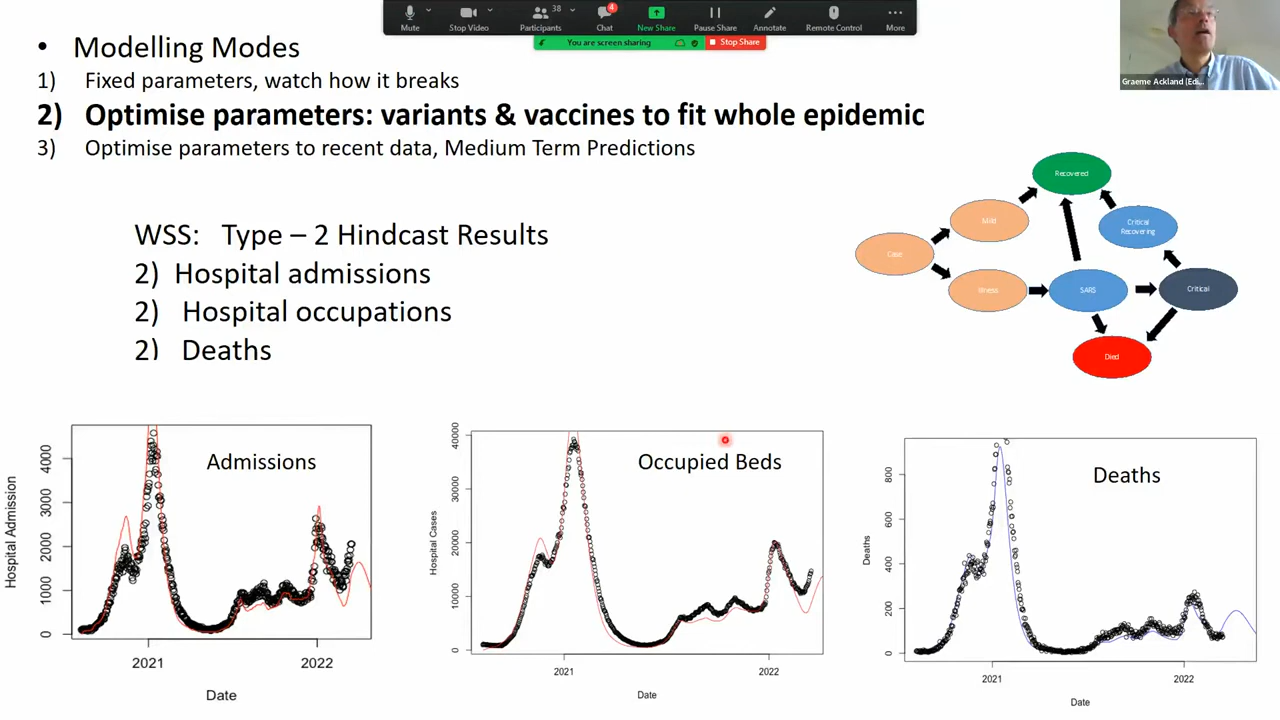 Mute
Stop Video
Participants
38
Chat
4
New Share
Pause Share
Annotate
Remote Control
More
You are screen sharing
Stop Share
Graeme Ackland (Edi...
• Modelling Modes
1) Fixed parameters, watch how it breaks
2) Optimise parameters: variants & vaccines to fit whole epidemic
3) Optimise parameters to recent data, Medium Term Predictions
WSS: Type – 2 Hindcast Results
2) Hospital admissions
2) Hospital occupations
2) Deaths
Recovered
Mild
Critical
Recovering
Case
Illness
SARS
Critical
Died
Admissions
Hospital Admission
4000
3000
2000
1000
0
2021
2022
Date
Occupied Beds
Hospital Cases
40000
30000
20000
10000
0
2021
2022
Date
Deaths
Deaths
800
600
400
200
0
2021
2022
Date